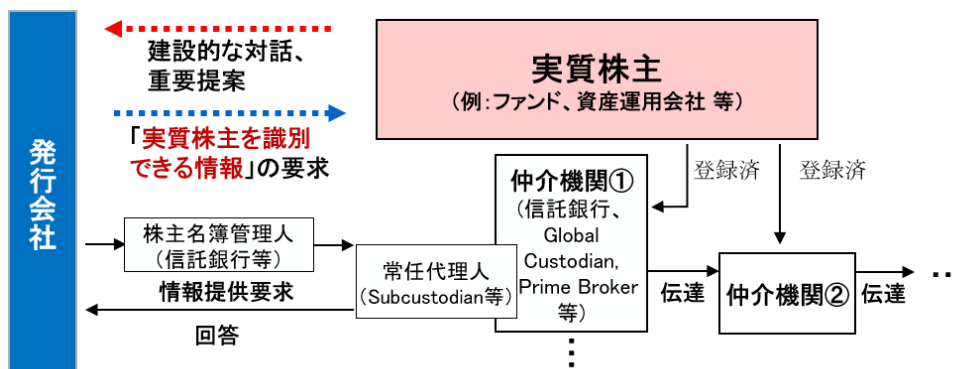 発行会社
建設的な対話、
重要提案
「実質株主を識別
できる情報」の要求
実質株主
（例：ファンド、資産運用会社 等）
登録済
登録済
仲介機関①
（信託銀行、
Global
Custodian,
Prime Broker
等）
株主名簿管理人
（信託銀行等）
常任代理人
（Subcustodian等）
情報提供要求
回答
伝達
仲介機関②
伝達
‥
⋮